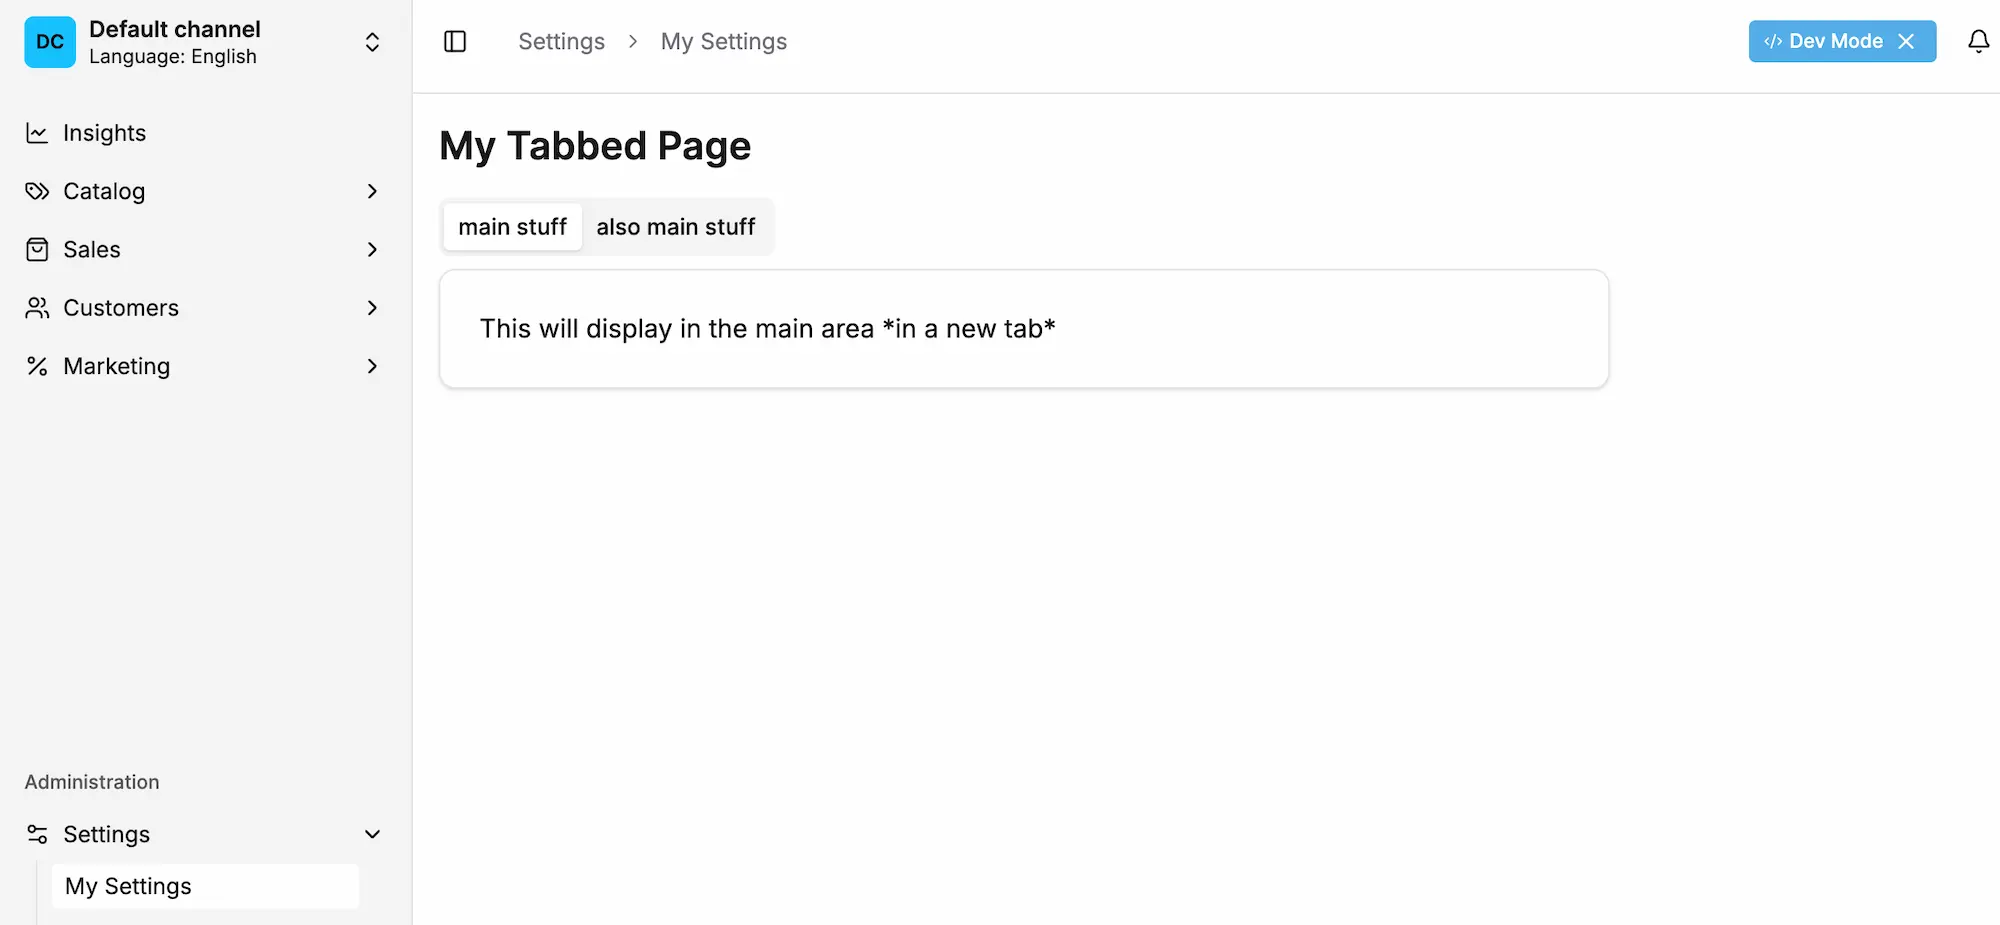 DC
Default channel
Language: English
Insights
Catalog
Sales
Customers
Marketing
Administration
Settings
My Settings
Settings > My Settings
</> Dev Mode
My Tabbed Page
main stuff also main stuff
This will display in the main area *in a new tab*